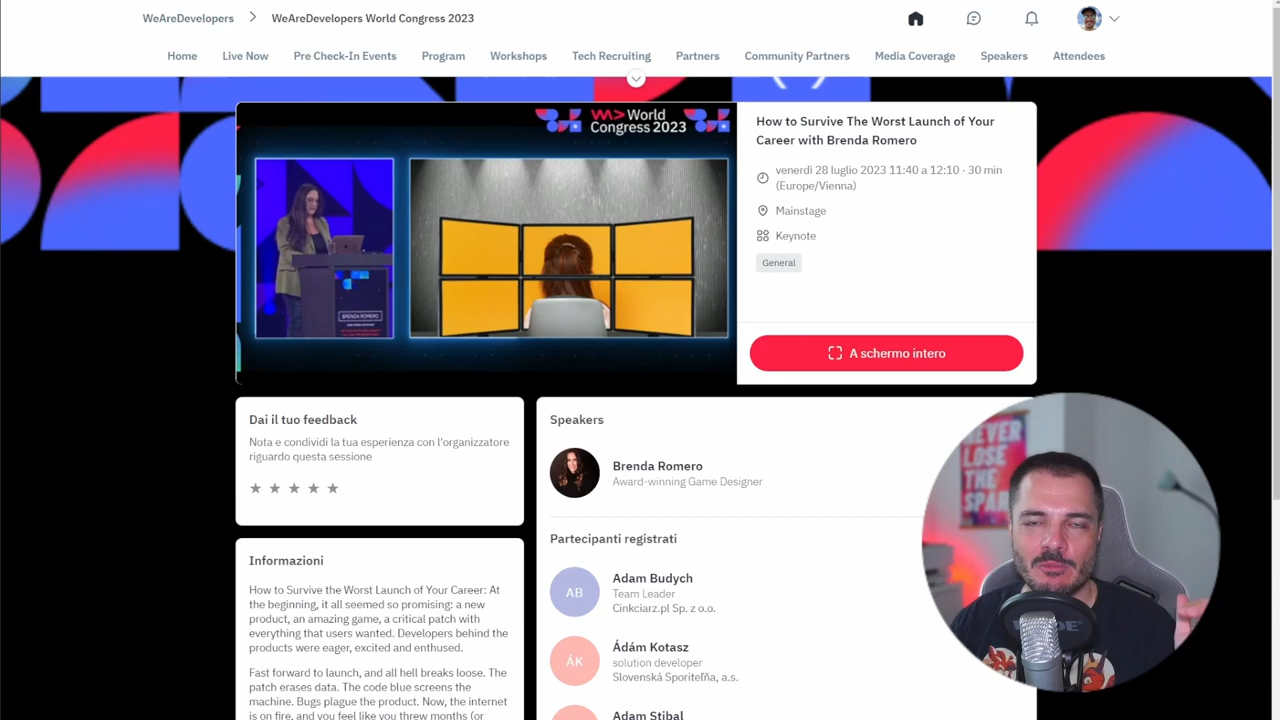 WeAreDevelopers
WeAreDevelopers World Congress 2023
Home
Live Now
Pre Check-In Events
Program
Workshops
Tech Recruiting
Partners
Community Partners
Media Coverage
Speakers
Attendees
World
Congress 2023
BRENDA ROMERO
How to Survive The Worst Launch of Your
Career with Brenda Romero
venerdì 28 luglio 2023 11:40 a 12:10 · 30 min
(Europe/Vienna)
Mainstage
Keynote
General
A schermo intero
Dai il tuo feedback
Nota e condividi la tua esperienza con l'organizzatore
riguardo questa sessione
Informazioni
How to Survive the Worst Launch of Your Career: At
the beginning, it all seemed so promising: a new
product, an amazing game, a critical patch with
everything that users wanted. Developers behind the
products were eager, excited and enthused.
Fast forward to launch, and all hell breaks loose. The
patch erases data. The code blue screens the
machine. Bugs plague the product. Now, the internet
is on fire, and you feel like you threw months (or
Speakers
Brenda Romero
Award-winning Game Designer
Partecipanti registrati
AB
Adam Budych
Team Leader
Cinkciarz.pl Sp. z o.o.
ÁK
Ádám Kotasz
solution developer
Slovenská Sporiteľňa, a.s.
Adam Stibal
NEVER
LOSE
THE
SPAR